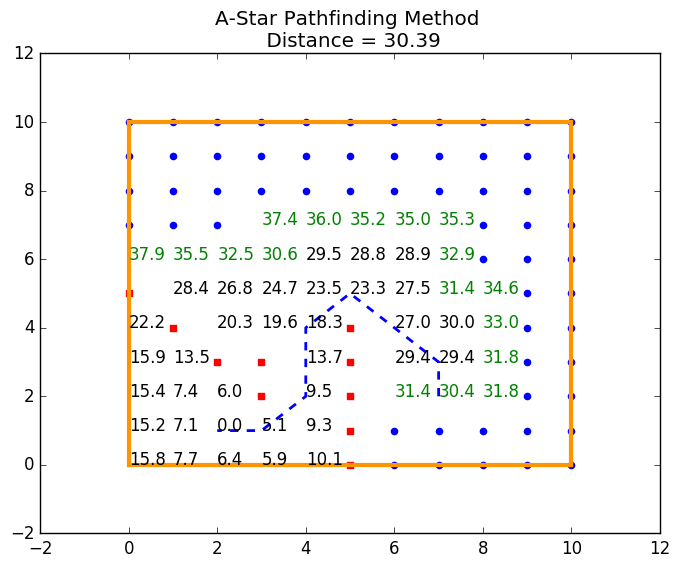 A-Star Pathfinding Method
Distance = 30.39
12
10
8
37.4 36.0 35.2 35.0 35.3
6 37.9 35.5 32.5 30.6 29.5 28.8 28.9 32.9
28.4 26.8 24.7 23.5 23.3 27.5 31.4 34.6
4 22.2 20.3 19.6 18.3 27.0 30.0 33.0
15.9 13.5 13.7 29.4 29.4 31.8
2 15.4 7.4 6.0 9.5 31.4 30.4 31.8
15.2 7.1 0.0 5.1 9.3
0 15.8 7.7 6.4 5.9 10.1
−2
−2 0 2 4 6 8 10 12